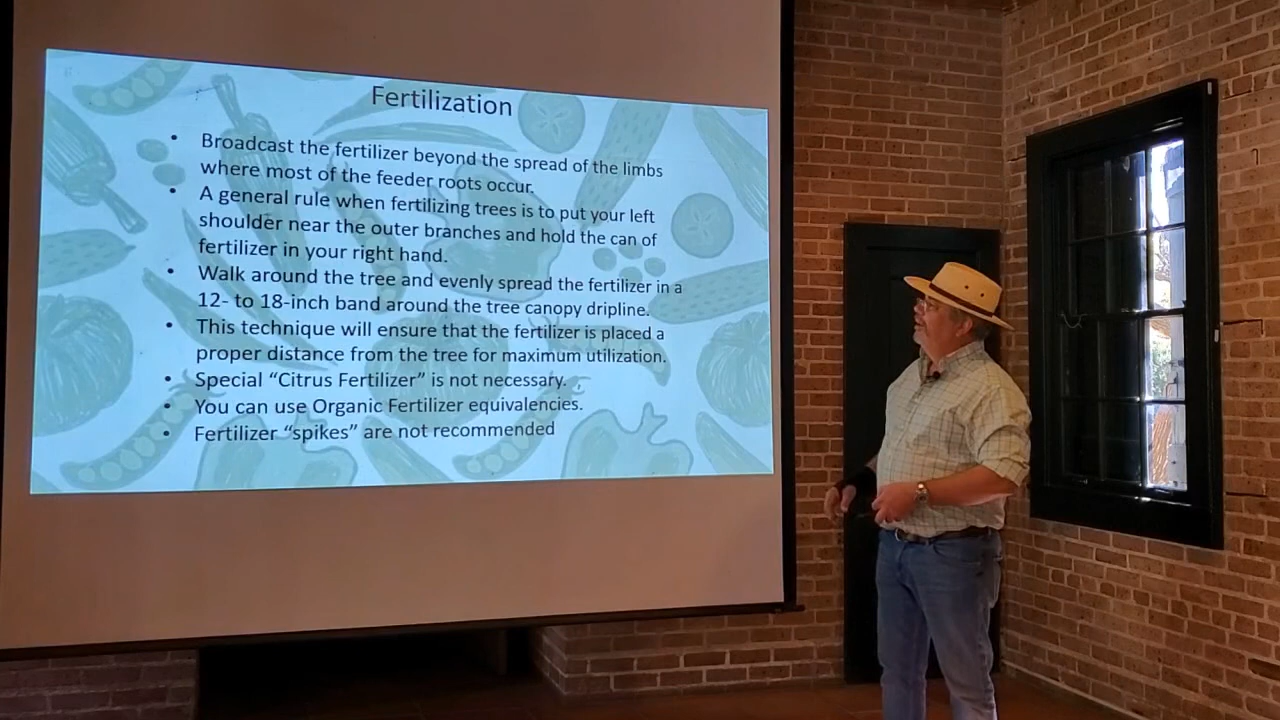 Fertilization
• Broadcast the fertilizer beyond the spread of the limbs
where most of the feeder roots occur.
• A general rule when fertilizing trees is to put your left
shoulder near the outer branches and hold the can of
fertilizer in your right hand.
• Walk around the tree and evenly spread the fertilizer in a
12- to 18-inch band around the tree canopy dripline.
• This technique will ensure that the fertilizer is placed a
proper distance from the tree for maximum utilization.
• Special “Citrus Fertilizer” is not necessary.
• You can use Organic Fertilizer equivalencies.
• Fertilizer “spikes” are not recommended